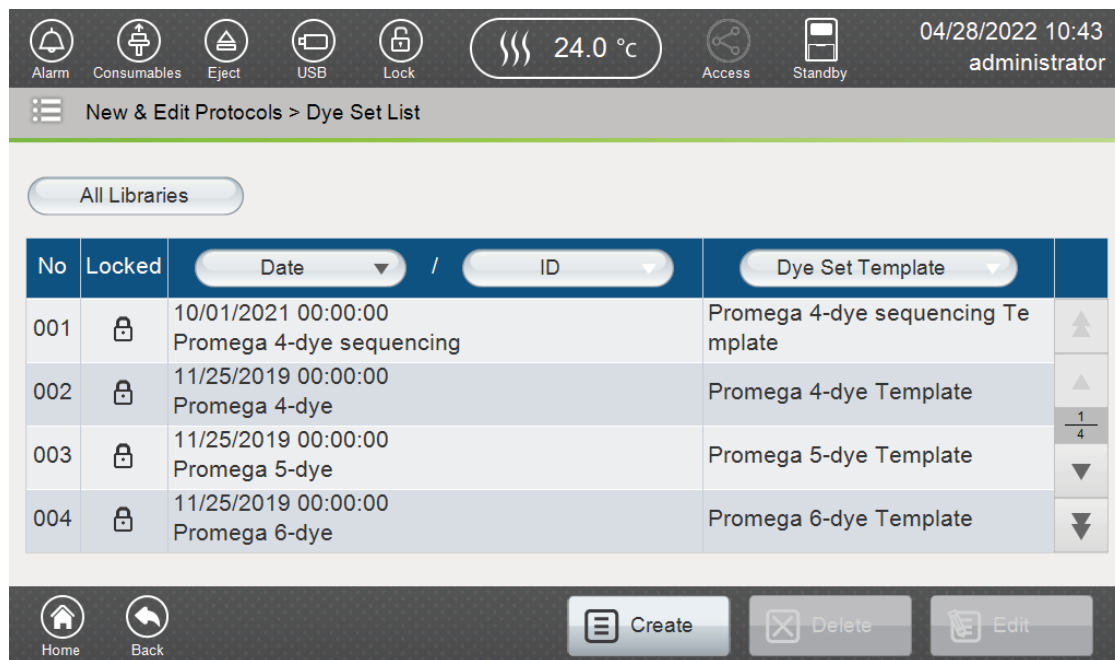 04/28/2022 10:43
administrator
Alarm Consumables Eject USB Lock 24.0 °c Access Standby
New & Edit Protocols > Dye Set List
All Libraries
No Locked Date / ID Dye Set Template
001 10/01/2021 00:00:00
Promega 4-dye sequencing
Promega 4-dye sequencing Te
mplate
002 11/25/2019 00:00:00
Promega 4-dye
Promega 4-dye Template
003 11/25/2019 00:00:00
Promega 5-dye
Promega 5-dye Template
004 11/25/2019 00:00:00
Promega 6-dye
Promega 6-dye Template
1
4
Home Back Create Delete Edit